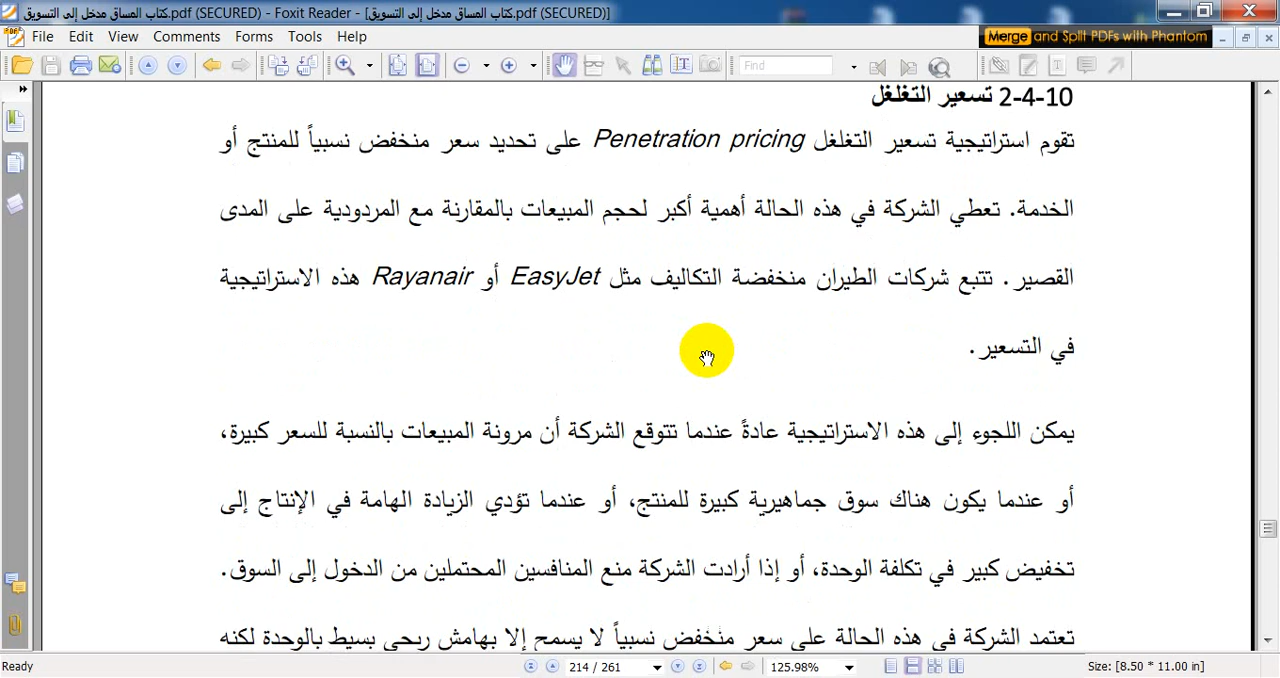 كتاب المساق مدخل إلى التسويق.pdf (SECURED) - Foxit Reader - [كتاب المساق مدخل إلى التسويق.pdf (SECURED)]
File Edit View Comments Forms Tools Help
Merge and Split PDFs with Phantom
Find
2-4-10 تسعير التغلغل
تقوم استراتيجية تسعير التغلغل Penetration pricing على تحديد سعر منخفض نسبياً للمنتج أو
الخدمة. تعطي الشركة في هذه الحالة أهمية أكبر لحجم المبيعات بالمقارنة مع المردودية على المدى
القصير. تتبع شركات الطيران منخفضة التكاليف مثل EasyJet أو Rayanair هذه الاستراتيجية
في التسعير.
يمكن اللجوء إلى هذه الاستراتيجية عادةً عندما تتوقع الشركة أن مرونة المبيعات بالنسبة للسعر كبيرة،
أو عندما يكون هناك سوق جماهيرية كبيرة للمنتج، أو عندما تؤدي الزيادة الهامة في الإنتاج إلى
تخفيض كبير في تكلفة الوحدة، أو إذا أرادت الشركة منع المنافسين المحتملين من الدخول إلى السوق.
تعتمد الشركة في هذه الحالة على سعر منخفض نسبياً لا يسمح إلا بهامش ربحي بسيط بالوحدة لكنه
214 / 261 125.98% Size: [8.50 * 11.00 in]